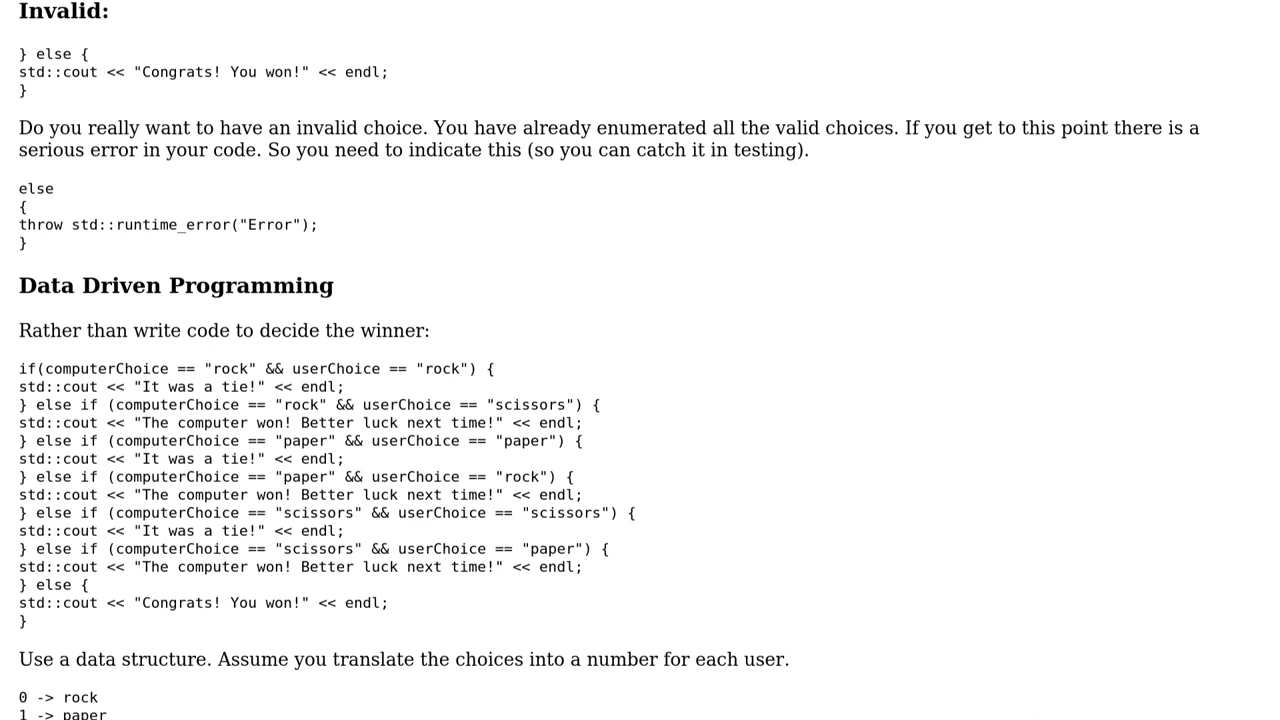 Invalid:
} else {
std::cout << "Congrats! You won!" << endl;
}
Do you really want to have an invalid choice. You have already enumerated all the valid choices. If you get to this point there is a
serious error in your code. So you need to indicate this (so you can catch it in testing).
else
{
throw std::runtime_error("Error");
}
Data Driven Programming
Rather than write code to decide the winner:
if(computerChoice == "rock" && userChoice == "rock") {
std::cout << "It was a tie!" << endl;
} else if (computerChoice == "rock" && userChoice == "scissors") {
std::cout << "The computer won! Better luck next time!" << endl;
} else if (computerChoice == "paper" && userChoice == "paper") {
std::cout << "It was a tie!" << endl;
} else if (computerChoice == "paper" && userChoice == "rock") {
std::cout << "The computer won! Better luck next time!" << endl;
} else if (computerChoice == "scissors" && userChoice == "scissors") {
std::cout << "It was a tie!" << endl;
} else if (computerChoice == "scissors" && userChoice == "paper") {
std::cout << "The computer won! Better luck next time!" << endl;
} else {
std::cout << "Congrats! You won!" << endl;
}
Use a data structure. Assume you translate the choices into a number for each user.
0 -> rock
1 -> paper